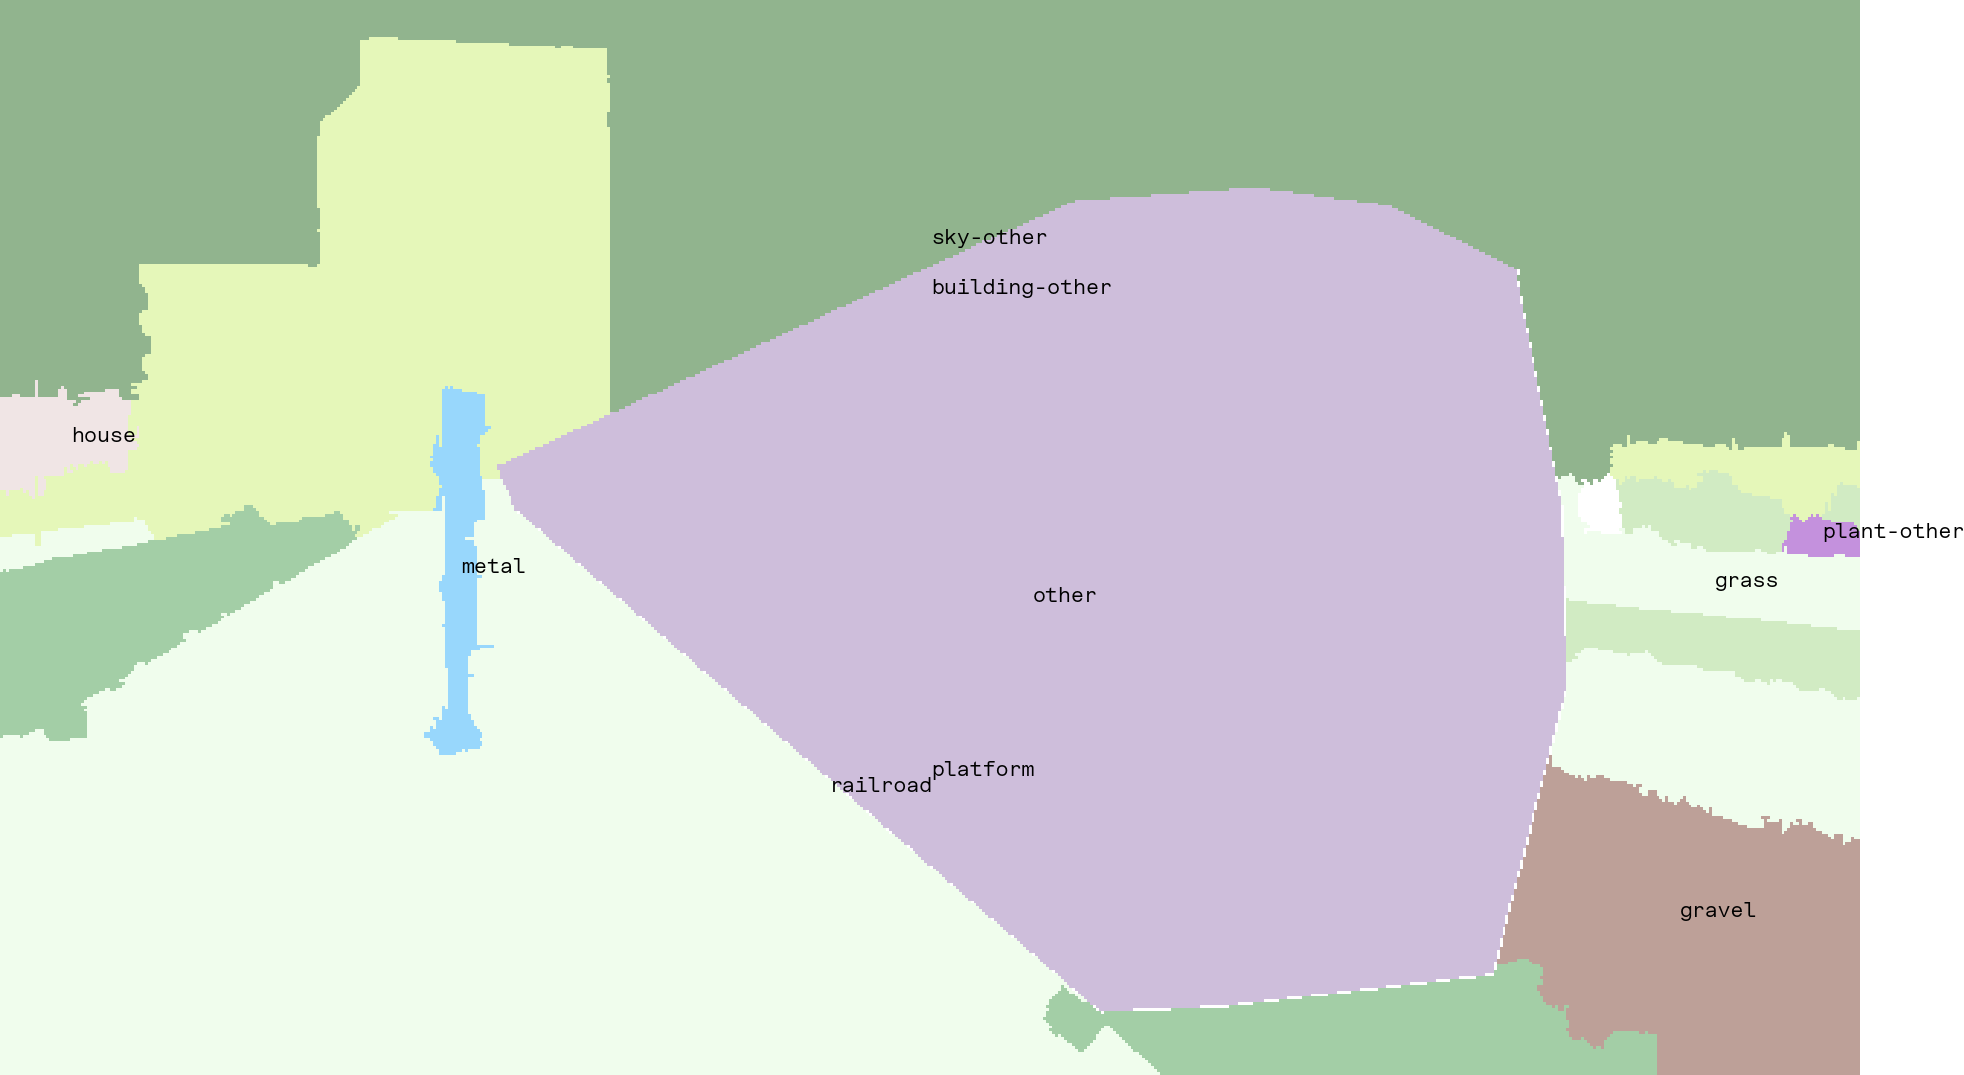 sky-other
building-other
house
plant-other
metal
grass
other
platform
railroad
gravel